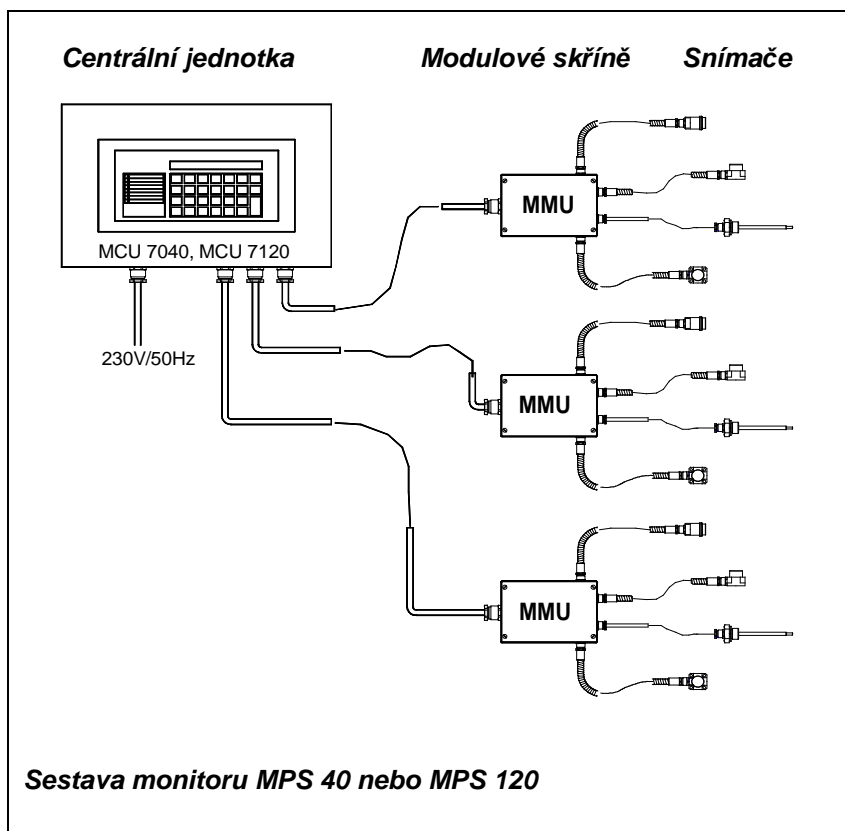 Centrální jednotka
Modulové skříně
Snímače
MCU 7040, MCU 7120
230V/50Hz
MMU
MMU
MMU
Sestava monitoru MPS 40 nebo MPS 120